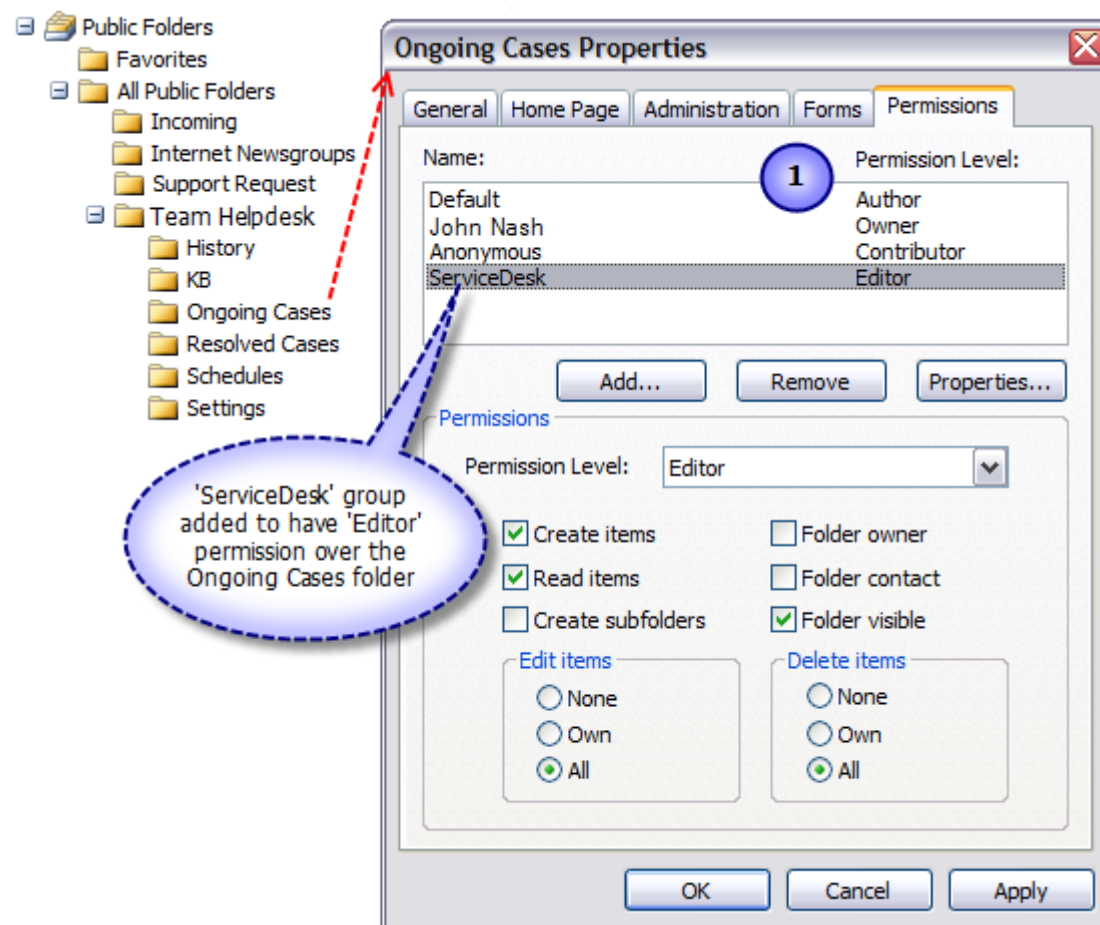 Public Folders
Favorites
All Public Folders
Incoming
Internet Newsgroups
Support Request
Team Helpdesk
History
KB
Ongoing Cases
Resolved Cases
Schedules
Settings
'ServiceDesk' group
added to have 'Editor'
permission over the
Ongoing Cases folder
Ongoing Cases Properties
General Home Page Administration Forms Permissions
Name: 1 Permission Level:
Default Author
John Nash Owner
Anonymous Contributor
ServiceDesk Editor
Add... Remove Properties...
Permissions
Permission Level: Editor
Create items Folder owner
Read items Folder contact
Create subfolders Folder visible
Edit items Delete items
None None
Own Own
All All
OK Cancel Apply